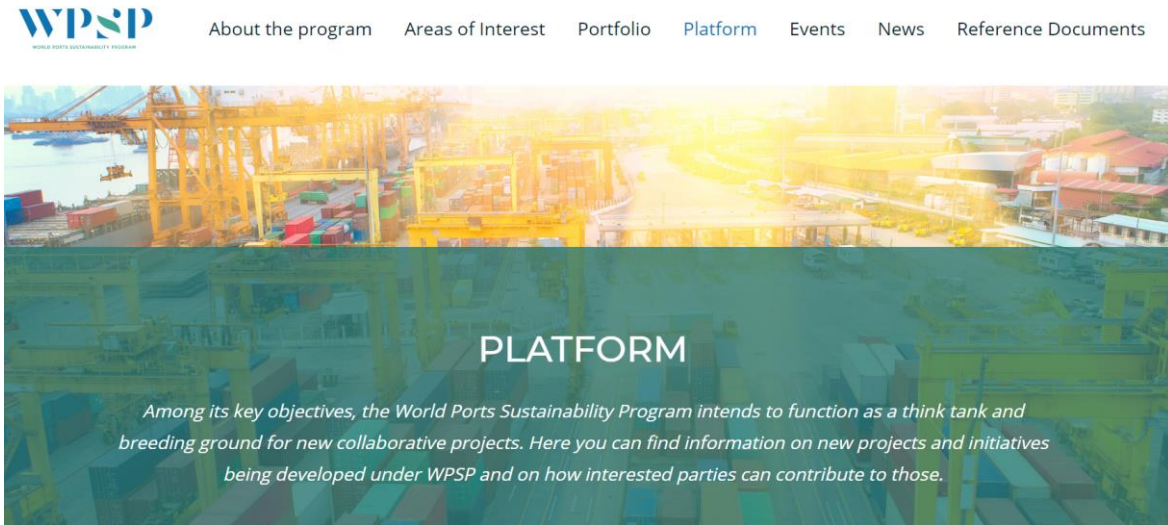 WPSP
WORLD PORTS SUSTAINABILITY PROGRAM
About the program Areas of Interest Portfolio Platform Events News Reference Documents
PLATFORM
Among its key objectives, the World Ports Sustainability Program intends to function as a think tank and
breeding ground for new collaborative projects. Here you can find information on new projects and initiatives
being developed under WPSP and on how interested parties can contribute to those.